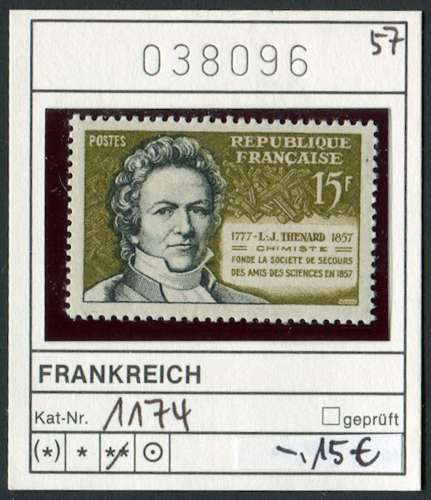 57
038096
POSTES
RÉPUBLIQUE
FRANÇAISE
15F
1777-L.-J. THENARD 1857
CHIMISTE
FONDE LA SOCIETE DE SECOURS
DES AMIS DES SCIENCES EN 1857
FRANKREICH
Kat-Nr. 1174 geprüft
(*) * ** -,15€